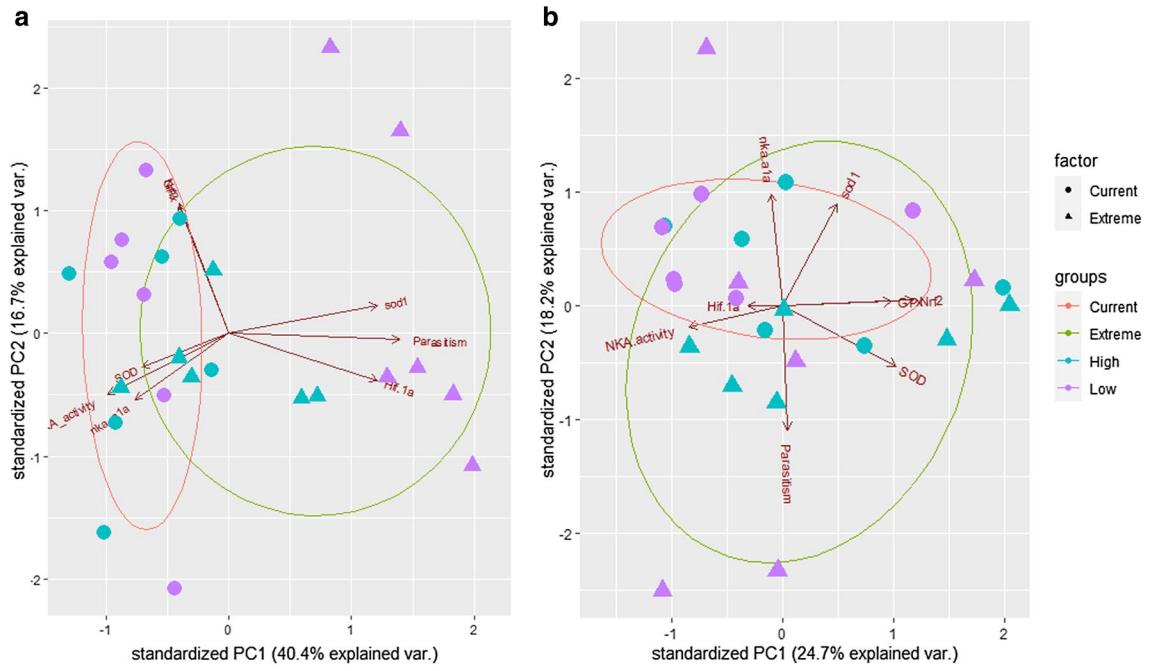 a
2
1
0
-1
-2
standardized PC2 (16.7% explained var.)
sod1
Parasitism
Hif.1a
SOD
A_activity
-1
0
1
2
standardized PC1 (40.4% explained var.)
b
2
1
0
-1
-2
standardized PC2 (18.2% explained var.)
nka.a1a
sod1
Hif.1a
NKA.activity
SOD
Parasitism
-1
0
1
2
standardized PC1 (24.7% explained var.)
factor
Current
Extreme
groups
Current
Extreme
High
Low